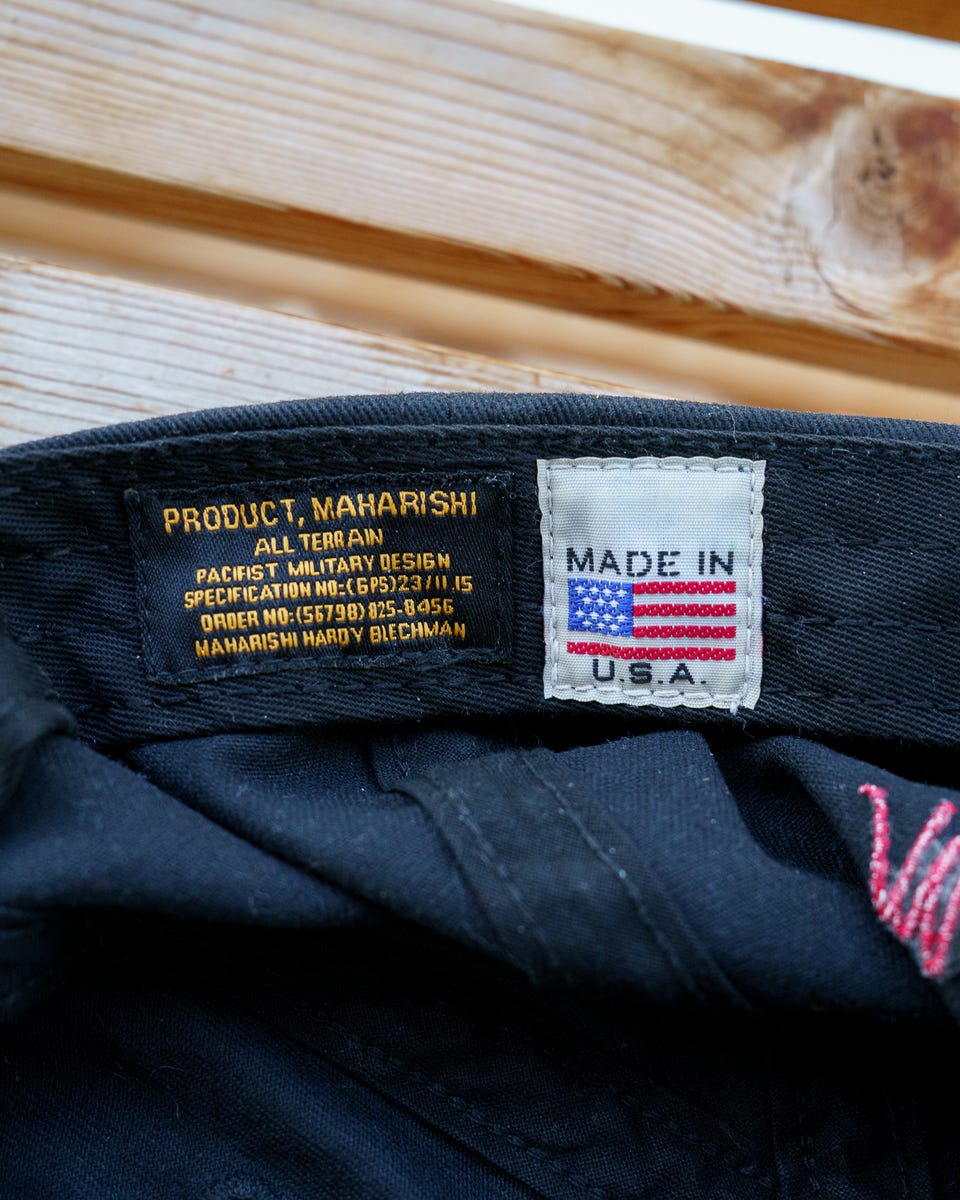 PRODUCT, MAHARISHI
ALL TERRAIN
PACIFIST MILITARY DESIGN
SPECIFICATION NO:(GPS)23/11.15
ORDER NO:(56798)825-8456
MAHARISHI HARDY BLECHMAN
MADE IN
U.S.A.